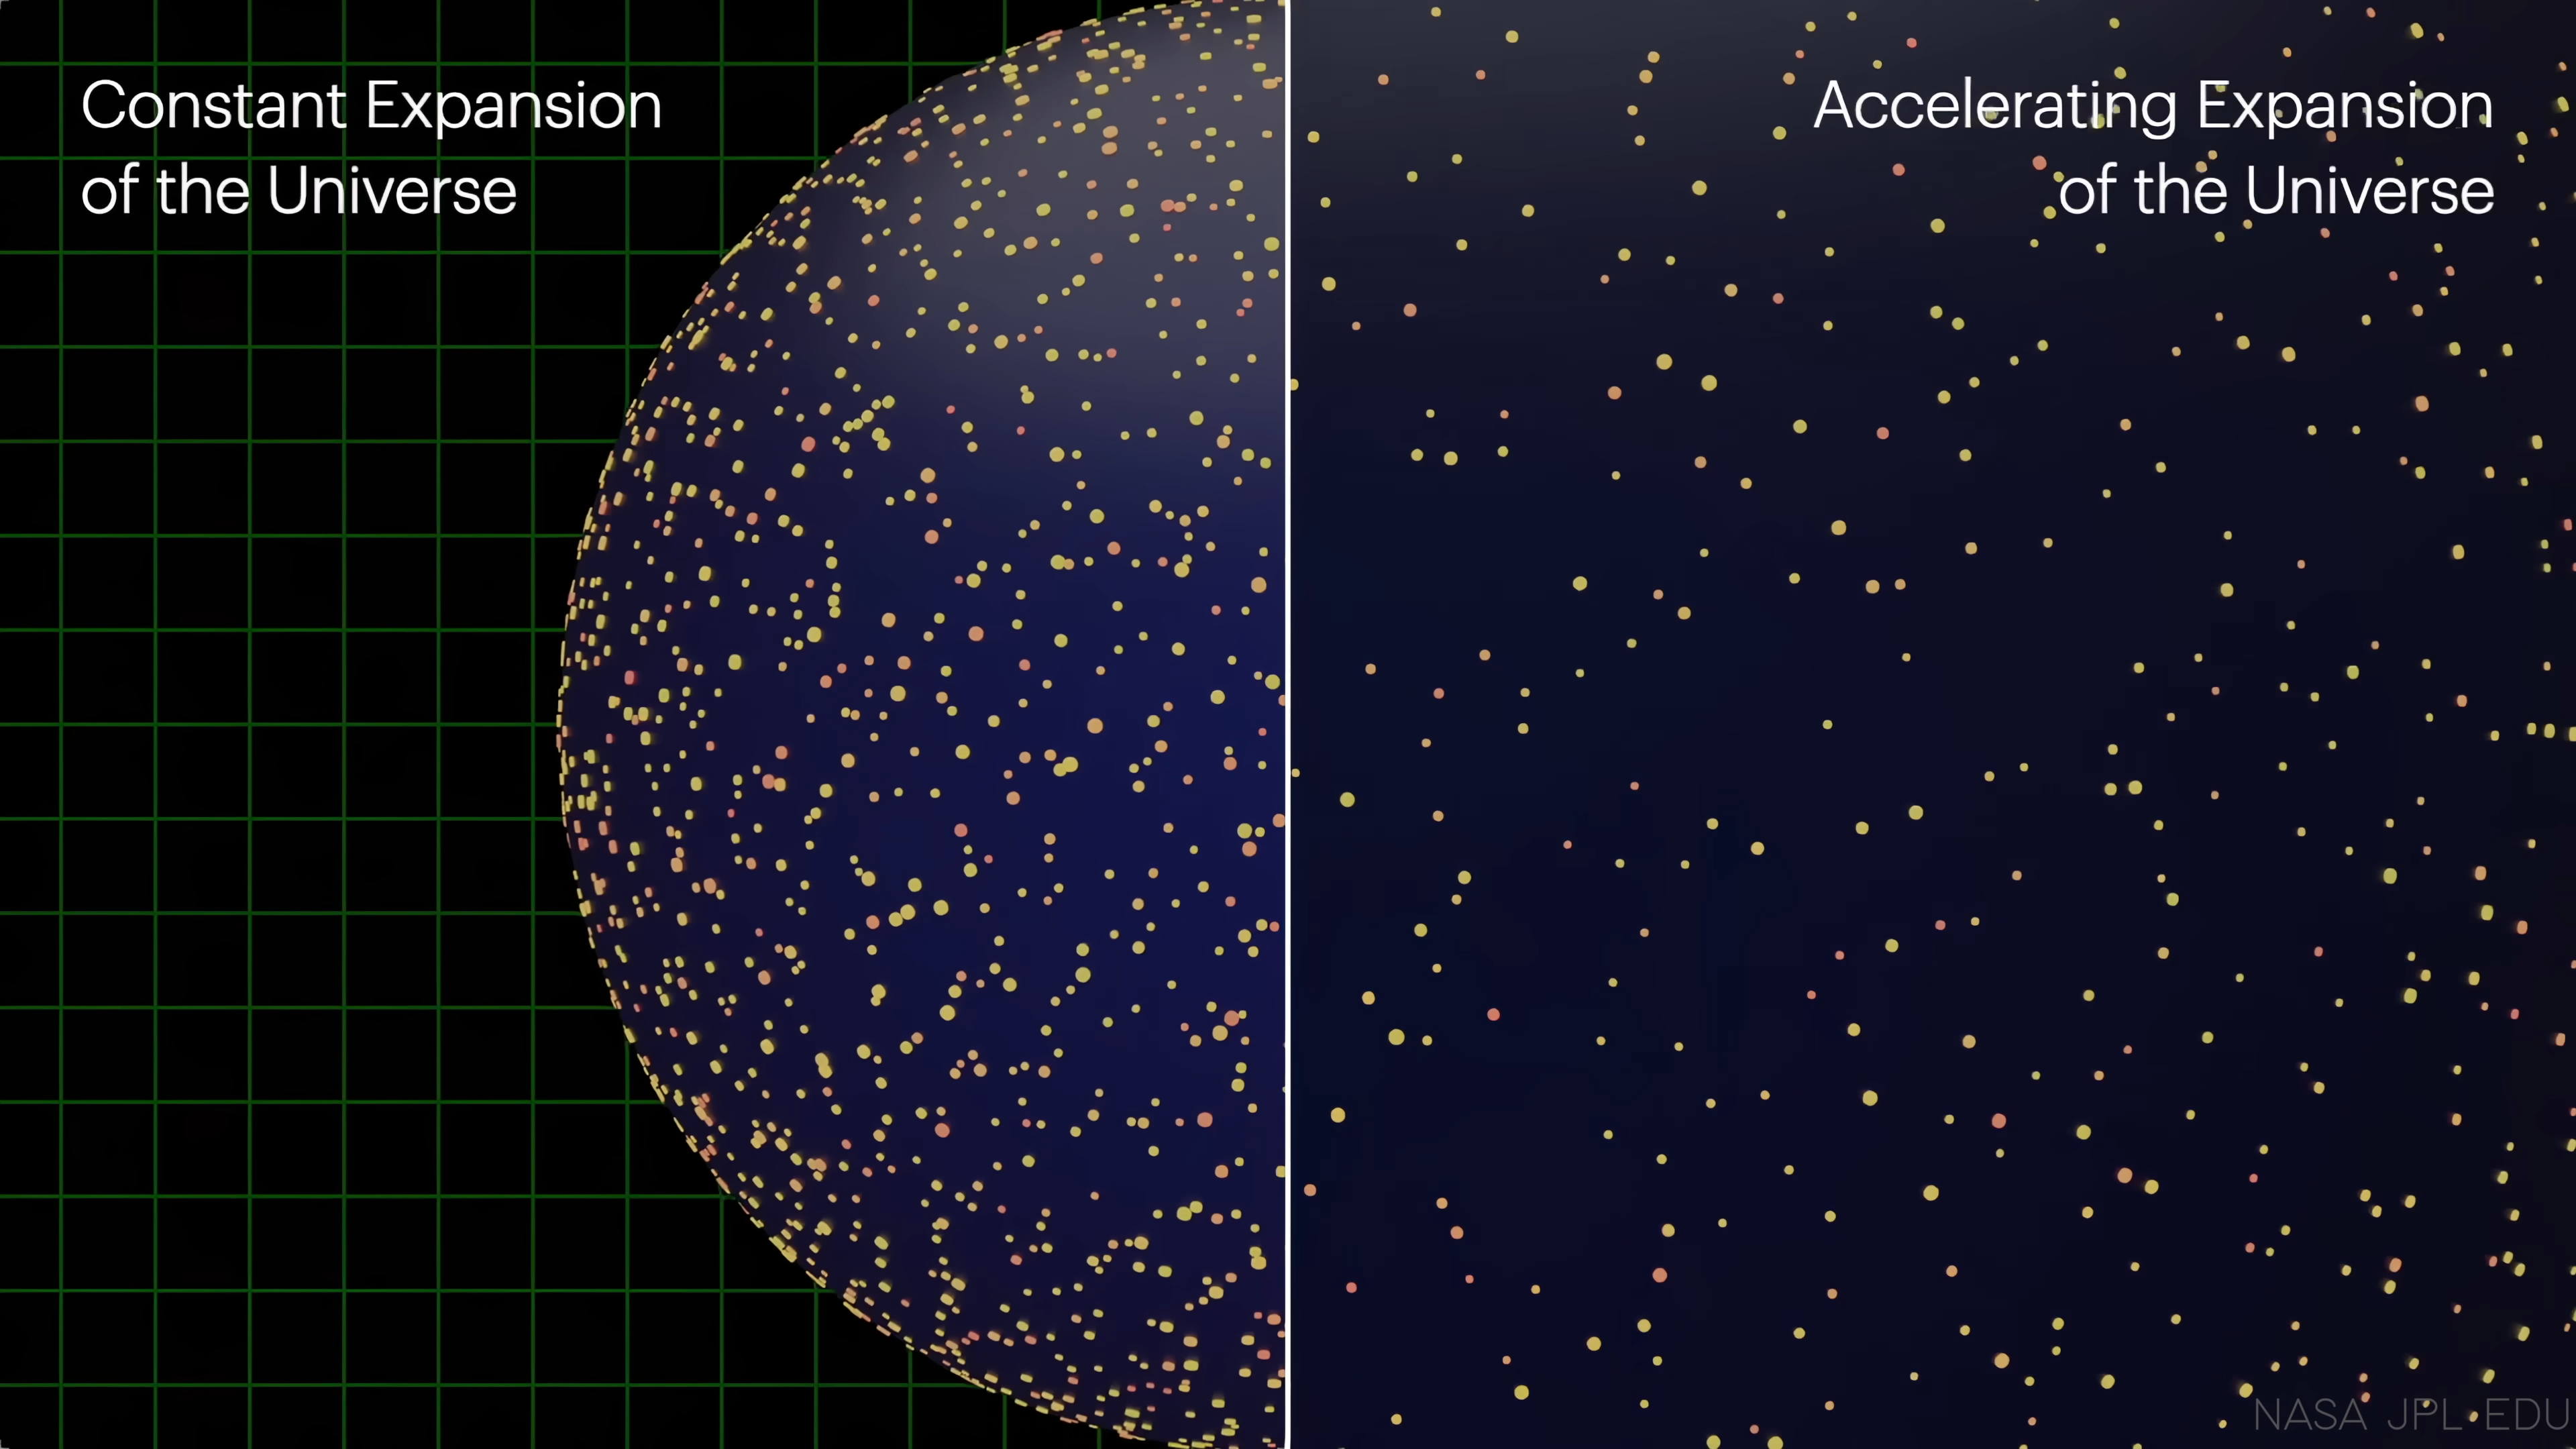 Constant Expansion
of the Universe
Accelerating Expansion
of the Universe
NASA JPL EDU